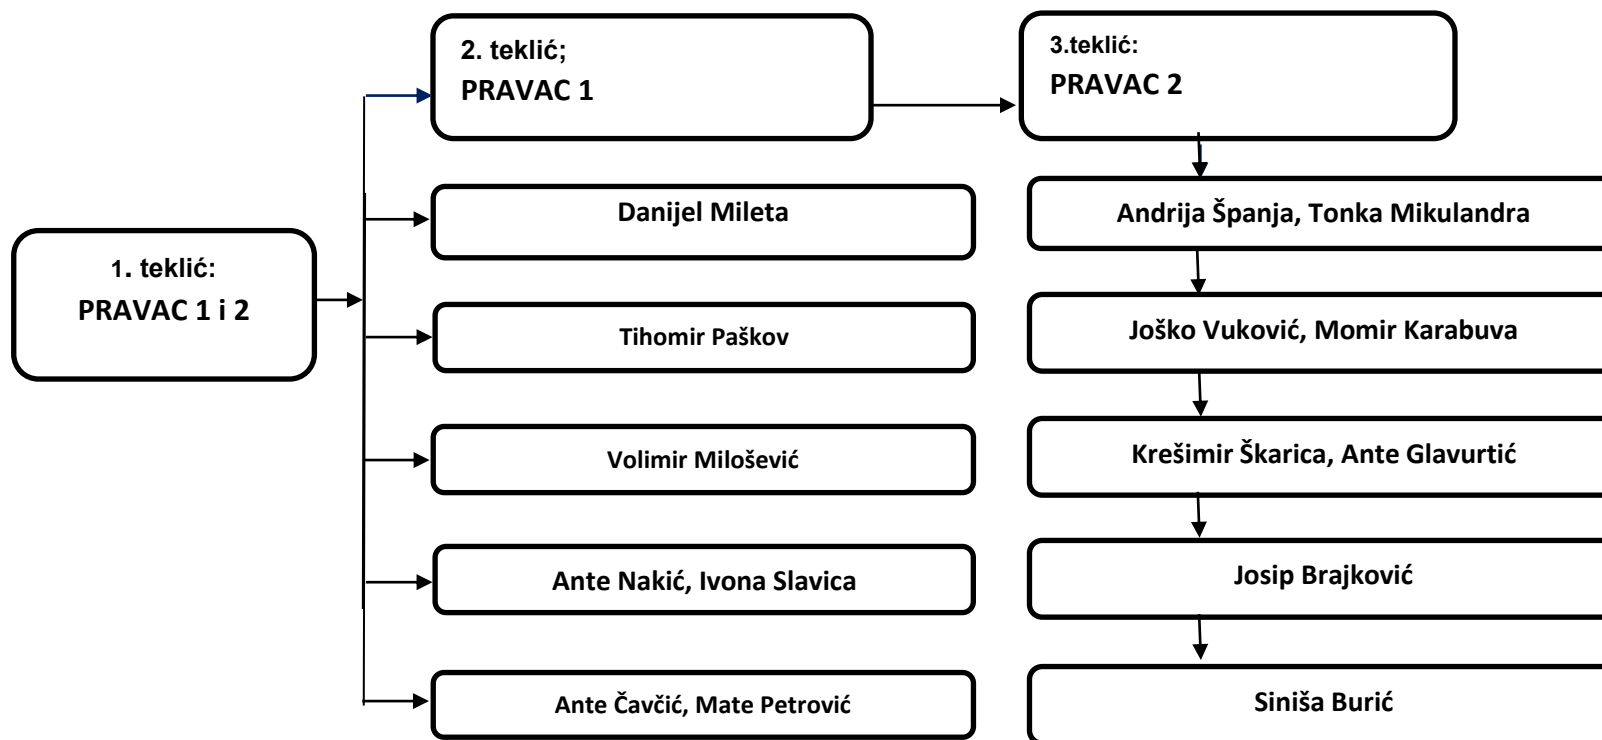 2. teklić;
PRAVAC 1
3.teklić:
PRAVAC 2
1. teklić:
PRAVAC 1 i 2
Danijel Mileta
Tihomir Paškov
Volimir Milošević
Ante Nakić, Ivona Slavica
Ante Čavčić, Mate Petrović
Andrija Španja, Tonka Mikulandra
Joško Vuković, Momir Karabuva
Krešimir Škarica, Ante Glavurtić
Josip Brajković
Siniša Burić